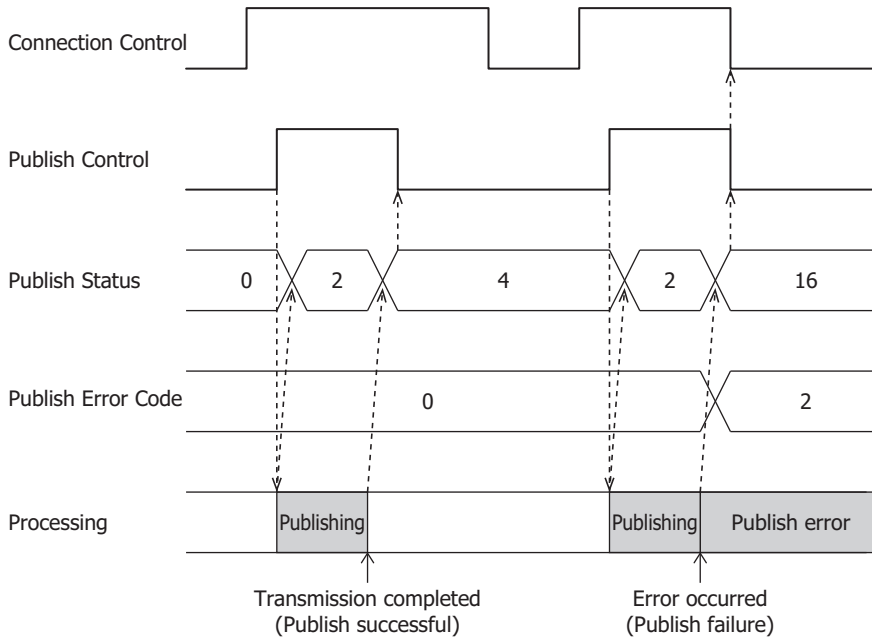 Connection Control
Publish Control
Publish Status
0
2
4
2
16
Publish Error Code
0
2
Processing
Publishing
Publishing
Publish error
Transmission completed
(Publish successful)
Error occurred
(Publish failure)